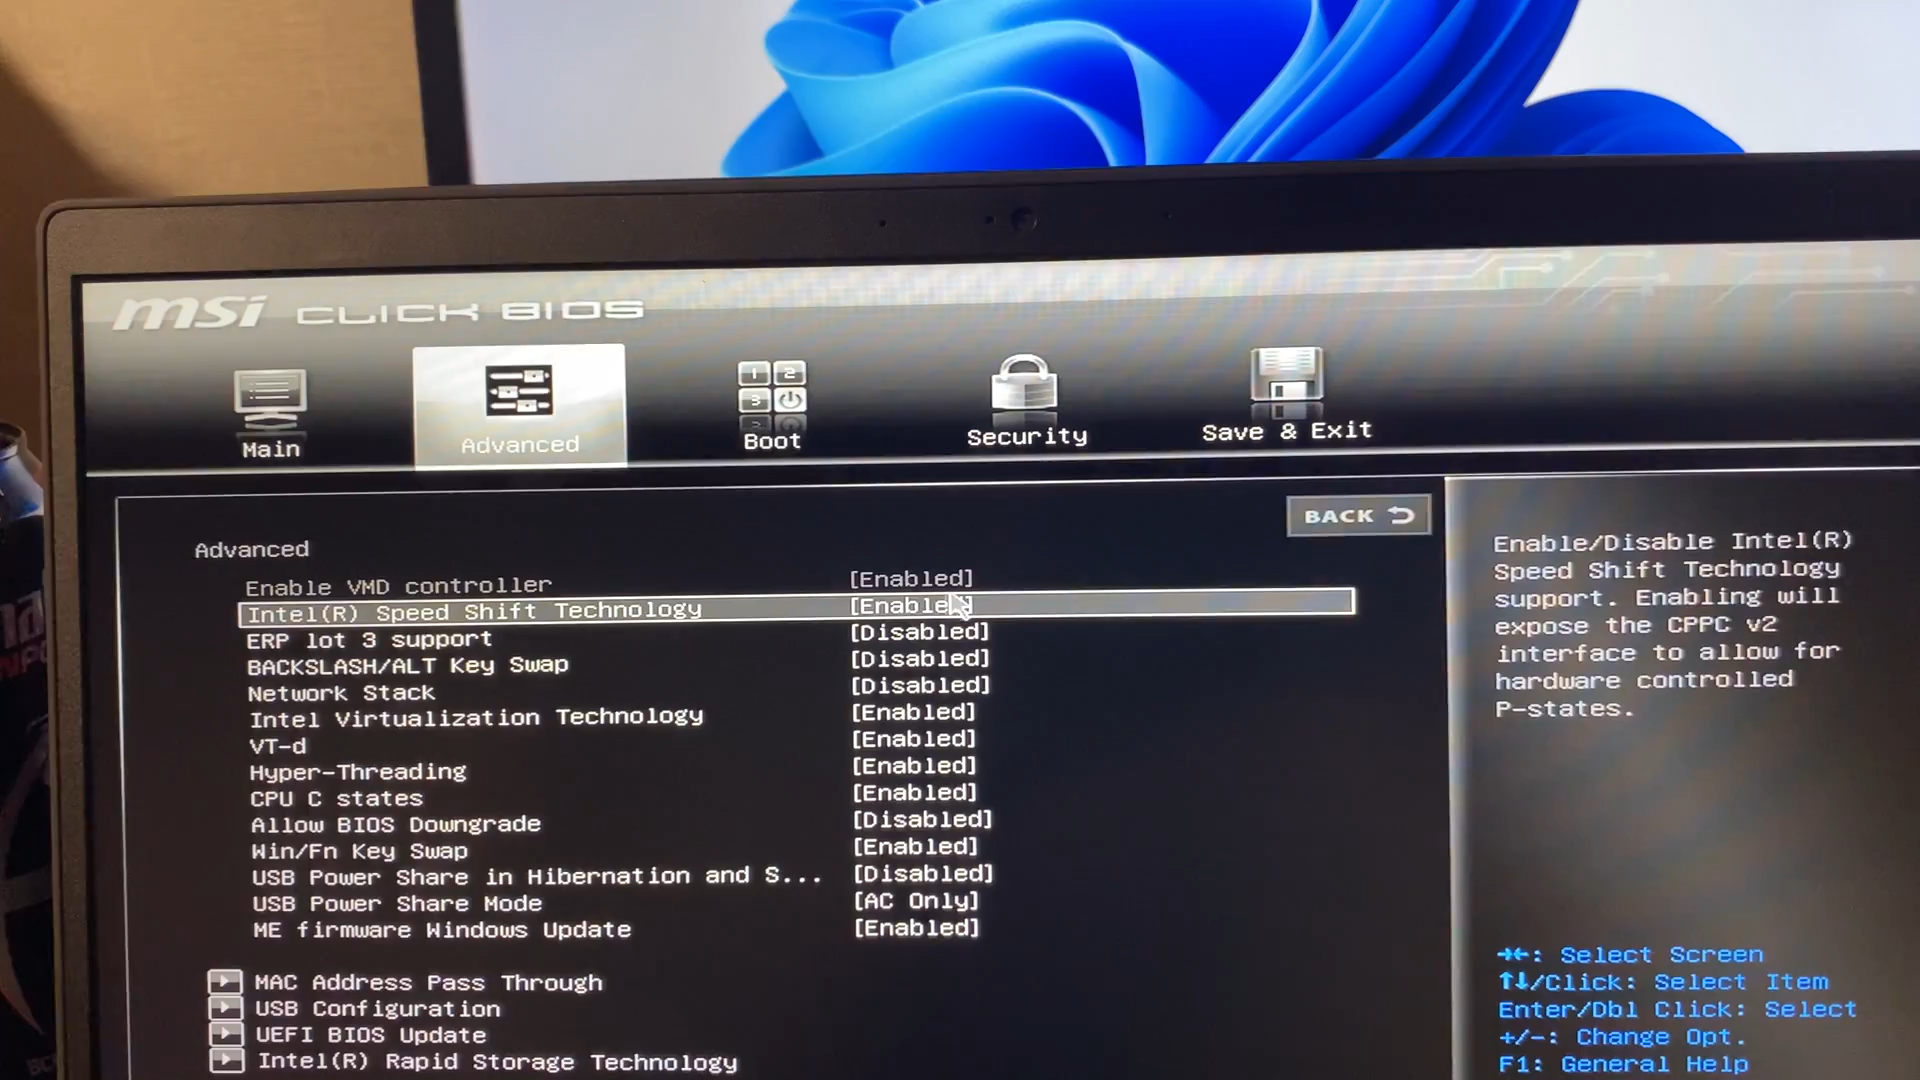 msi CLICK BIOS
Main
Advanced
Boot
Security
Save & Exit
BACK
Advanced
Enable VMD controller [Enabled]
Intel(R) Speed Shift Technology [Enabled]
ERP lot 3 support [Disabled]
BACKSLASH/ALT Key Swap [Disabled]
Network Stack [Disabled]
Intel Virtualization Technology [Enabled]
VT-d [Enabled]
Hyper-Threading [Enabled]
CPU C states [Enabled]
Allow BIOS Downgrade [Disabled]
Win/Fn Key Swap [Enabled]
USB Power Share in Hibernation and S... [Disabled]
USB Power Share Mode [AC Only]
ME firmware Windows Update [Enabled]
MAC Address Pass Through
USB Configuration
UEFI BIOS Update
Intel(R) Rapid Storage Technology
Enable/Disable Intel(R)
Speed Shift Technology
support. Enabling will
expose the CPPC v2
interface to allow for
hardware controlled
P-states.
→←: Select Screen
↑↓/Click: Select Item
Enter/Dbl Click: Select
+/-: Change Opt.
F1: General Help